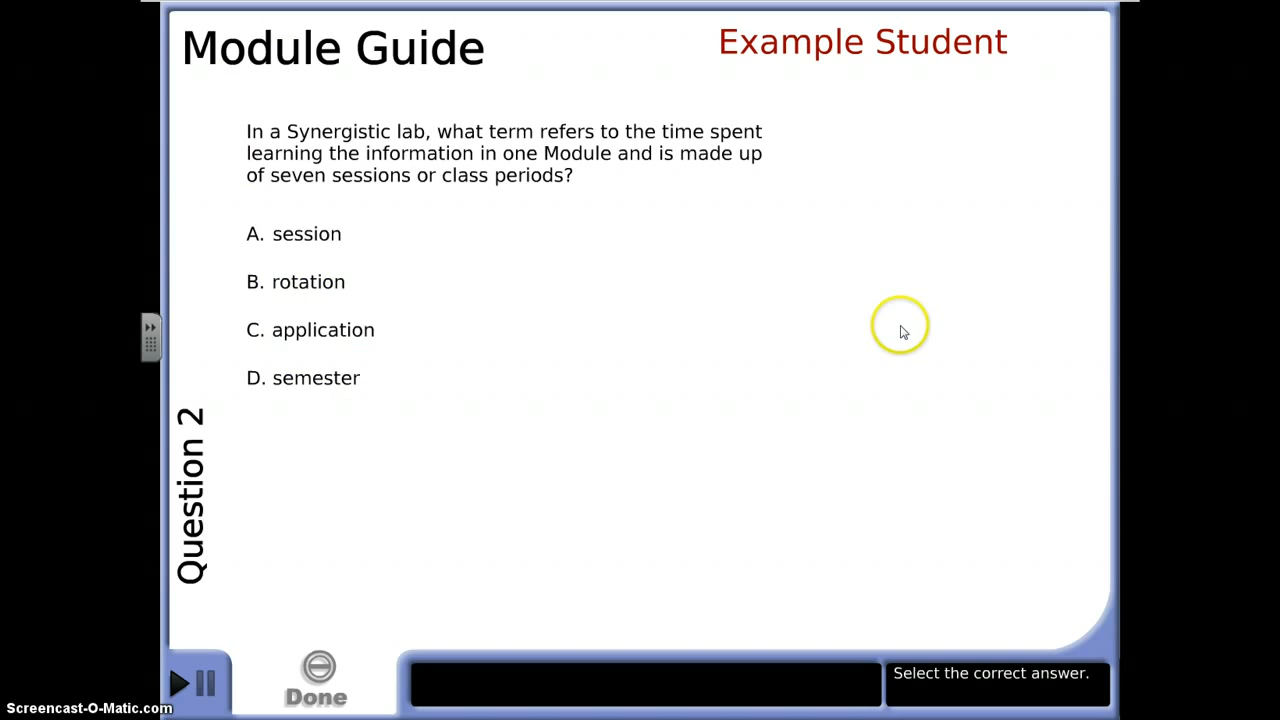 Module Guide
Example Student
In a Synergistic lab, what term refers to the time spent
learning the information in one Module and is made up
of seven sessions or class periods?
A. session
B. rotation
C. application
D. semester
Question 2
Done
Select the correct answer.
Screencast-O-Matic.com